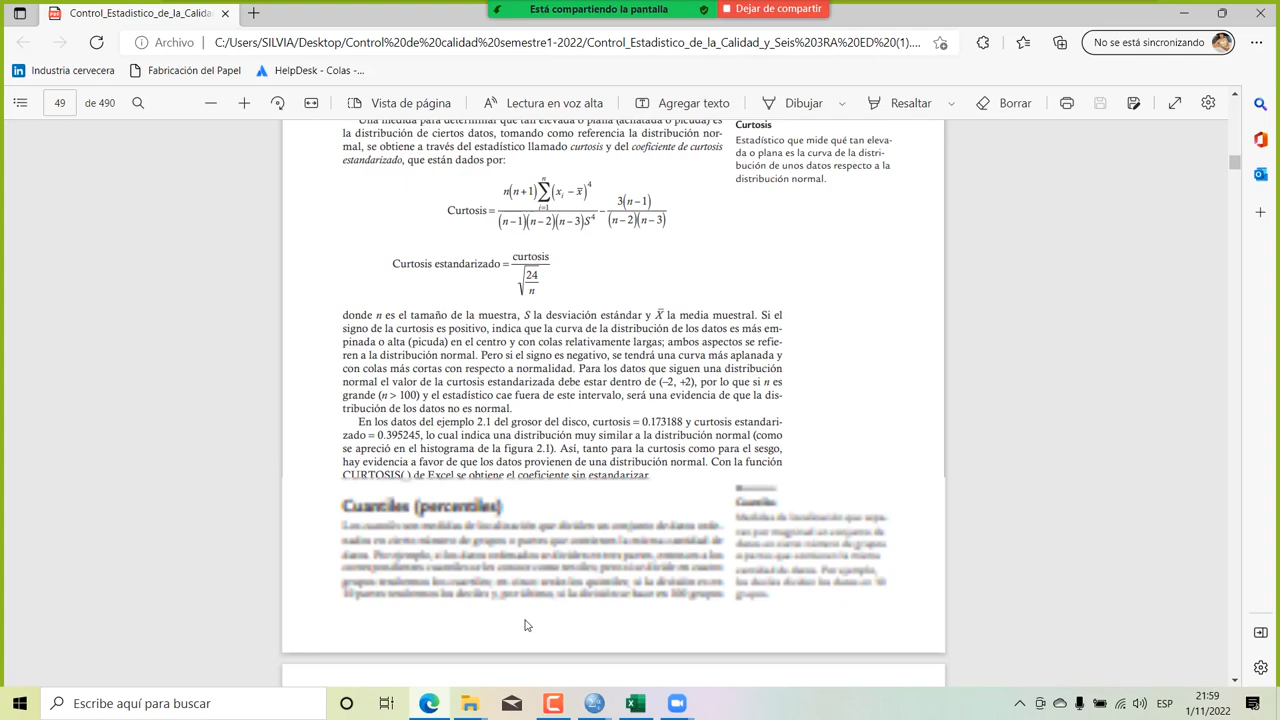 Control_Estadistico_de_la_Calida
Está compartiendo la pantalla
Dejar de compartir
Archivo
C:/Users/SILVIA/Desktop/Control%20de%20calidad%20semestre1-2022/Control_Estadistico_de_la_Calidad_y_Seis%203RA%20ED%20(1)....
No se está sincronizando
Industria cervecera
Fabricación del Papel
HelpDesk - Colas -...
49 de 490
Vista de página
Lectura en voz alta
Agregar texto
Dibujar
Resaltar
Borrar
Una medida para determinar que tan elevada o plana (achatada o picuda) es
la distribución de ciertos datos, tomando como referencia la distribución nor-
mal, se obtiene a través del estadístico llamado curtosis y del coeficiente de curtosis
estandarizado, que están dados por:
Curtosis
Estadístico que mide qué tan eleva-
da o plana es la curva de la distri-
bución de unos datos respecto a la
distribución normal.
Curtosis = n(n+1)∑i=1n(xi − x̄)4 / (n−1)(n−2)(n−3)S4 − 3(n−1) / (n−2)(n−3)
Curtosis estandarizado = curtosis / √24/n
donde n es el tamaño de la muestra, S la desviación estándar y X̄ la media muestral. Si el
signo de la curtosis es positivo, indica que la curva de la distribución de los datos es más em-
pinada o alta (picuda) en el centro y con colas relativamente largas; ambos aspectos se refie-
ren a la distribución normal. Pero si el signo es negativo, se tendrá una curva más aplanada y
con colas más cortas con respecto a normalidad. Para los datos que siguen una distribución
normal el valor de la curtosis estandarizada debe estar dentro de (–2, +2), por lo que si n es
grande (n > 100) y el estadístico cae fuera de este intervalo, será una evidencia de que la dis-
tribución de los datos no es normal.
En los datos del ejemplo 2.1 del grosor del disco, curtosis = 0.173188 y curtosis estandari-
zado = 0.395245, lo cual indica una distribución muy similar a la distribución normal (como
se apreció en el histograma de la figura 2.1). Así, tanto para la curtosis como para el sesgo,
hay evidencia a favor de que los datos provienen de una distribución normal. Con la función
CURTOSIS( ) de Excel se obtiene el coeficiente sin estandarizar.
Cuantiles (percentiles)
Cuantiles
Escribe aquí para buscar
ESP
21:59
1/11/2022